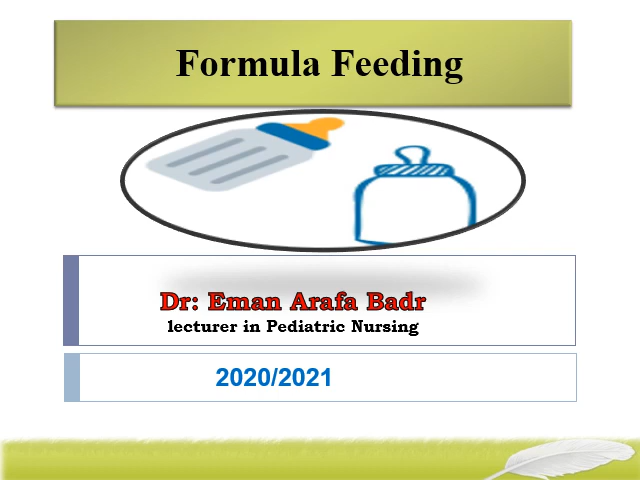 Formula Feeding
Dr: Eman Arafa Badr
lecturer in Pediatric Nursing
2020/2021